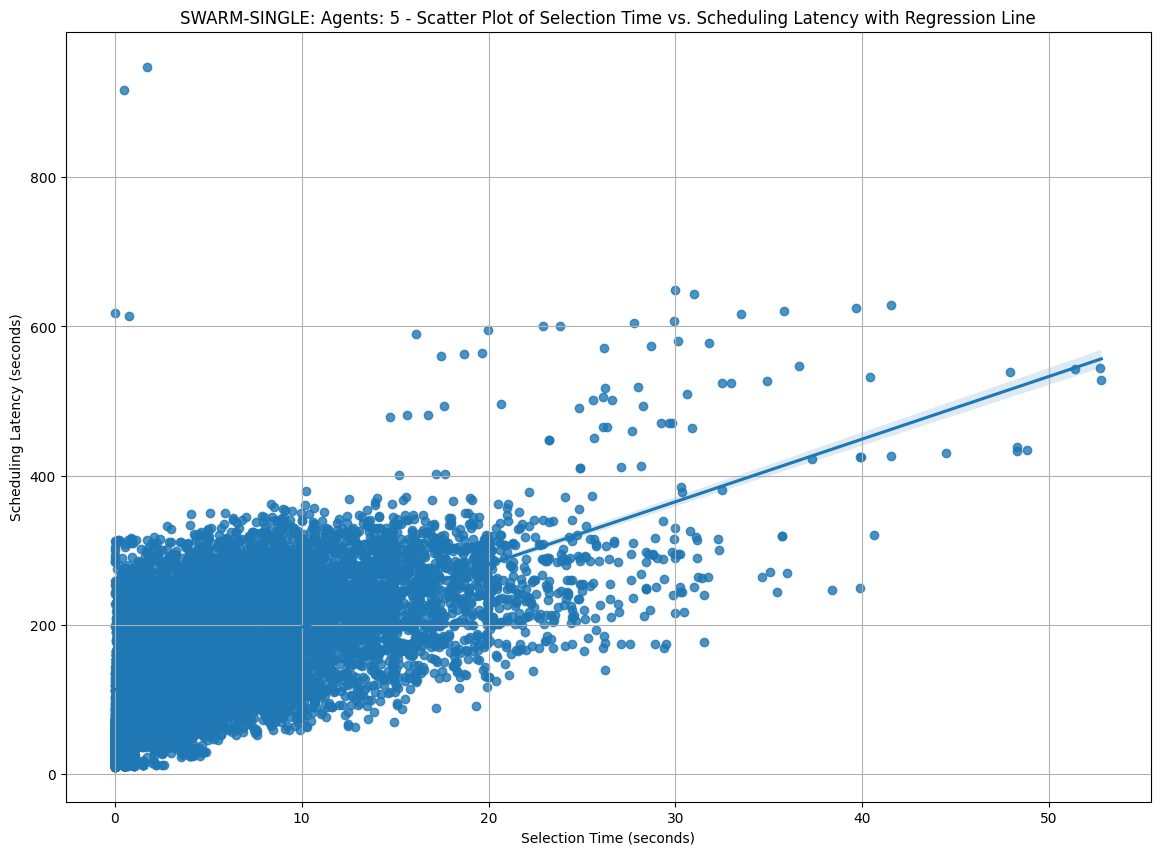 SWARM-SINGLE: Agents: 5 - Scatter Plot of Selection Time vs. Scheduling Latency with Regression Line
800
600
400
200
0
Scheduling Latency (seconds)
0 10 20 30 40 50
Selection Time (seconds)